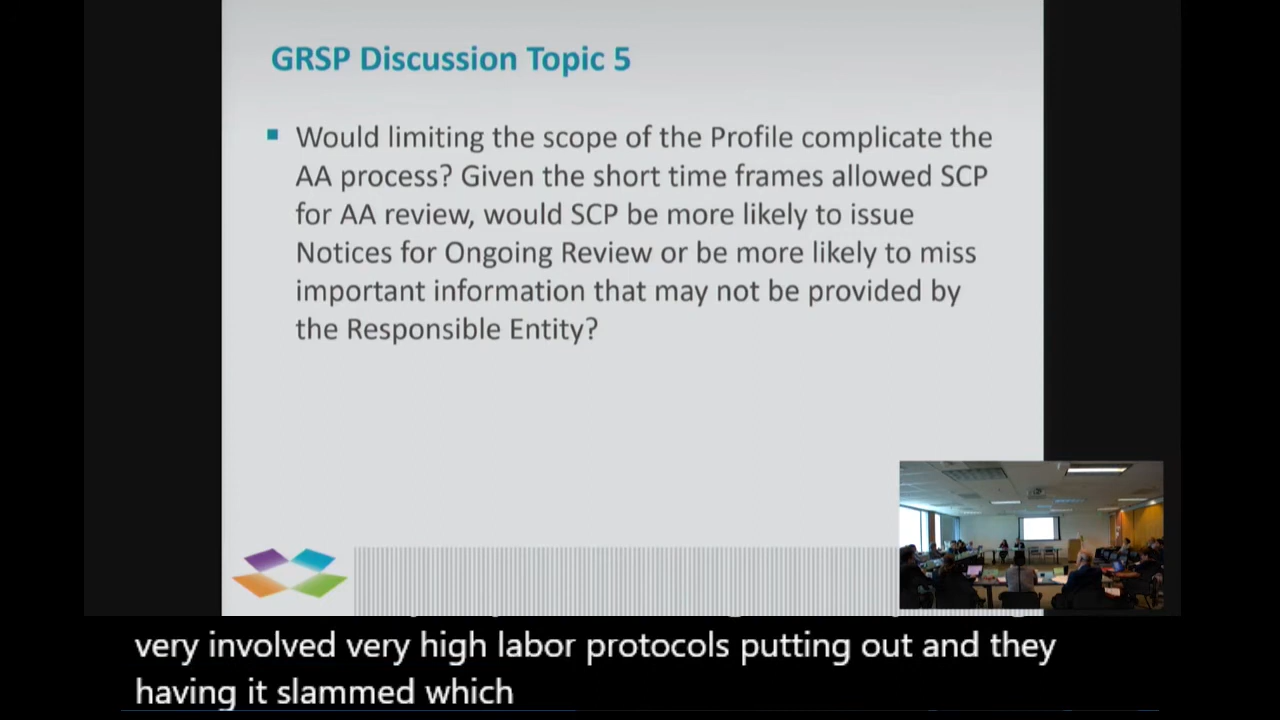 GRSP Discussion Topic 5
Would limiting the scope of the Profile complicate the
AA process? Given the short time frames allowed SCP
for AA review, would SCP be more likely to issue
Notices for Ongoing Review or be more likely to miss
important information that may not be provided by
the Responsible Entity?
very involved very high labor protocols putting out and they
having it slammed which